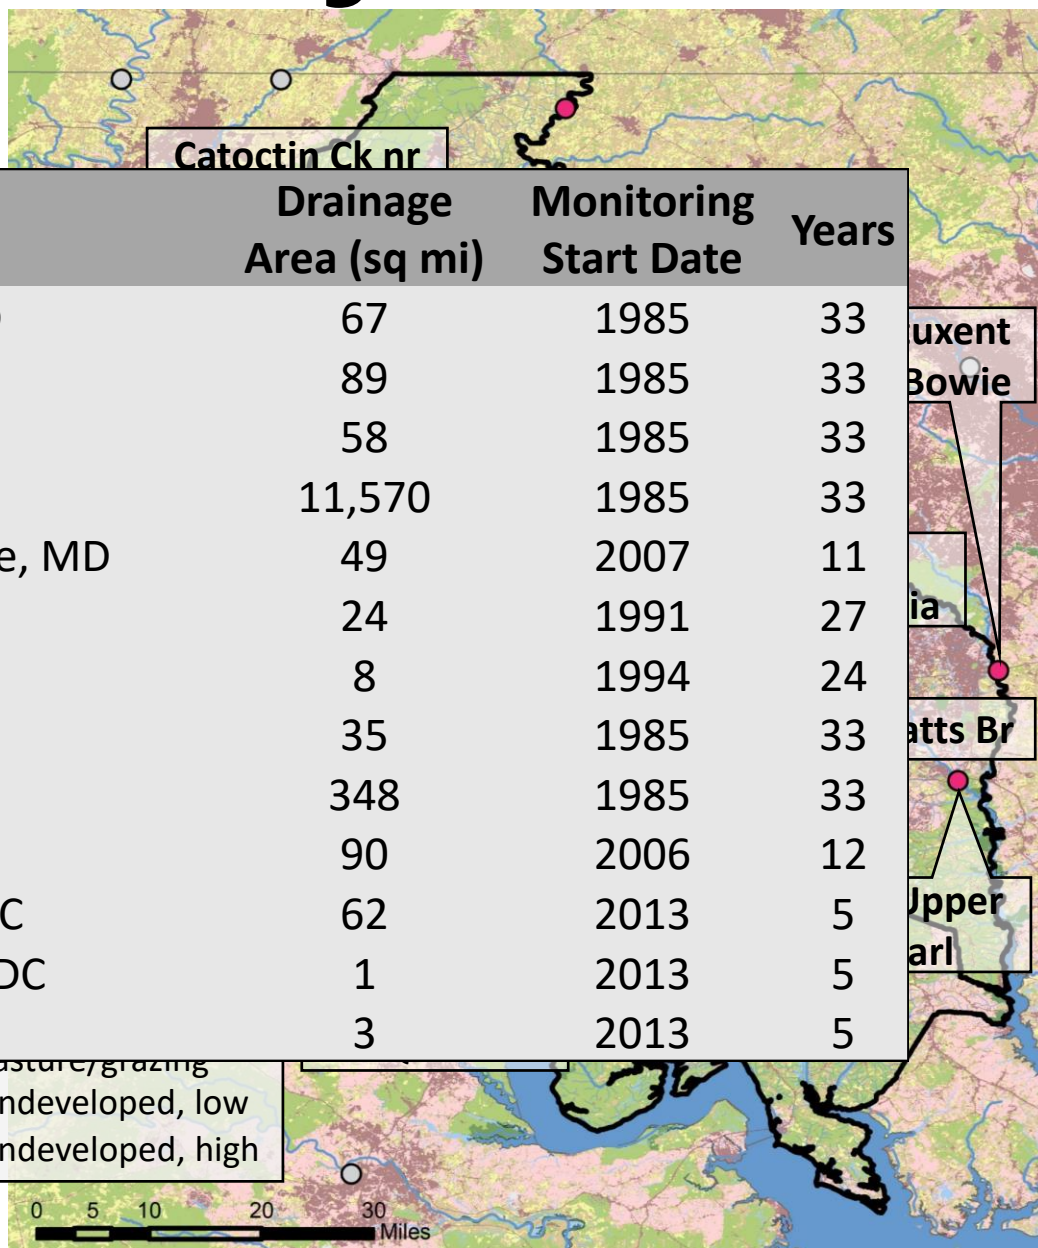 Catoctin Ck nr
Drainage Monitoring Years
Area (sq mi) Start Date
67 1985 33
89 1985 33
58 1985 33
11,570 1985 33
e, MD 49 2007 11
24 1991 27
8 1994 24
35 1985 33
348 1985 33
90 2006 12
C 62 2013 5
DC 1 2013 5
3 2013 5
uxent
Bowie
ia
atts Br
Upper
arl
asture/grazing
ndeveloped, low
ndeveloped, high
0 5 10 20 30
Miles